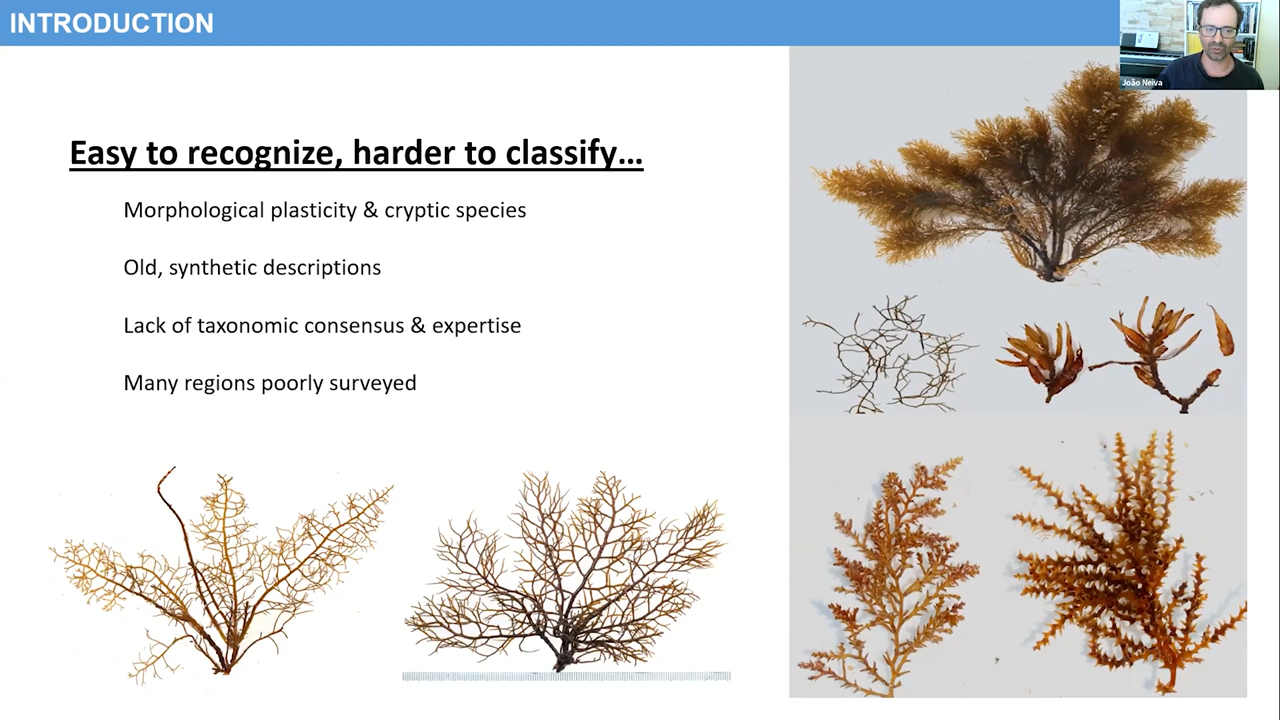 INTRODUCTION
João Neiva
Easy to recognize, harder to classify...
Morphological plasticity & cryptic species
Old, synthetic descriptions
Lack of taxonomic consensus & expertise
Many regions poorly surveyed